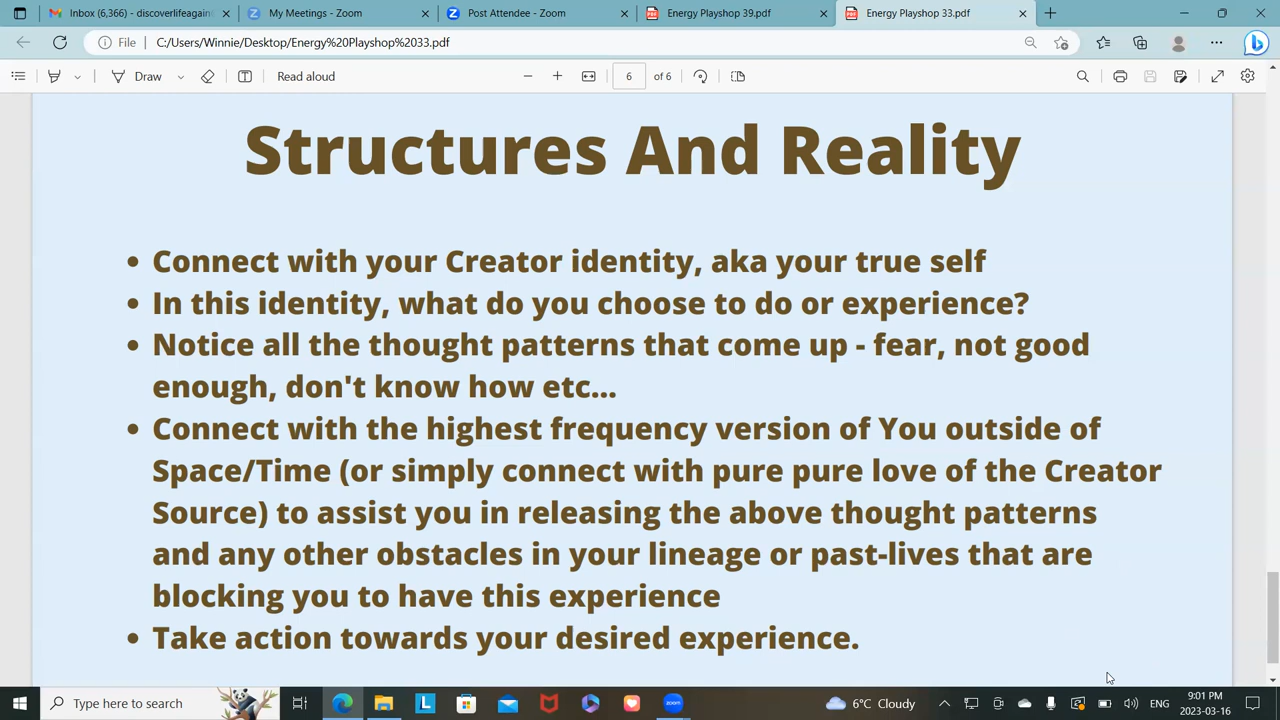 Inbox (6,366) - discoverlifeagain
My Meetings - Zoom
Post Attendee - Zoom
Energy Playshop 39.pdf
Energy Playshop 33.pdf
File
C:/Users/Winnie/Desktop/Energy%20Playshop%2033.pdf
Draw
Read aloud
6 of 6
Structures And Reality
• Connect with your Creator identity, aka your true self
• In this identity, what do you choose to do or experience?
• Notice all the thought patterns that come up - fear, not good
enough, don't know how etc...
• Connect with the highest frequency version of You outside of
Space/Time (or simply connect with pure pure love of the Creator
Source) to assist you in releasing the above thought patterns
and any other obstacles in your lineage or past-lives that are
blocking you to have this experience
• Take action towards your desired experience.
Type here to search
L
zoom
6°C Cloudy
ENG
9:01 PM
2023-03-16